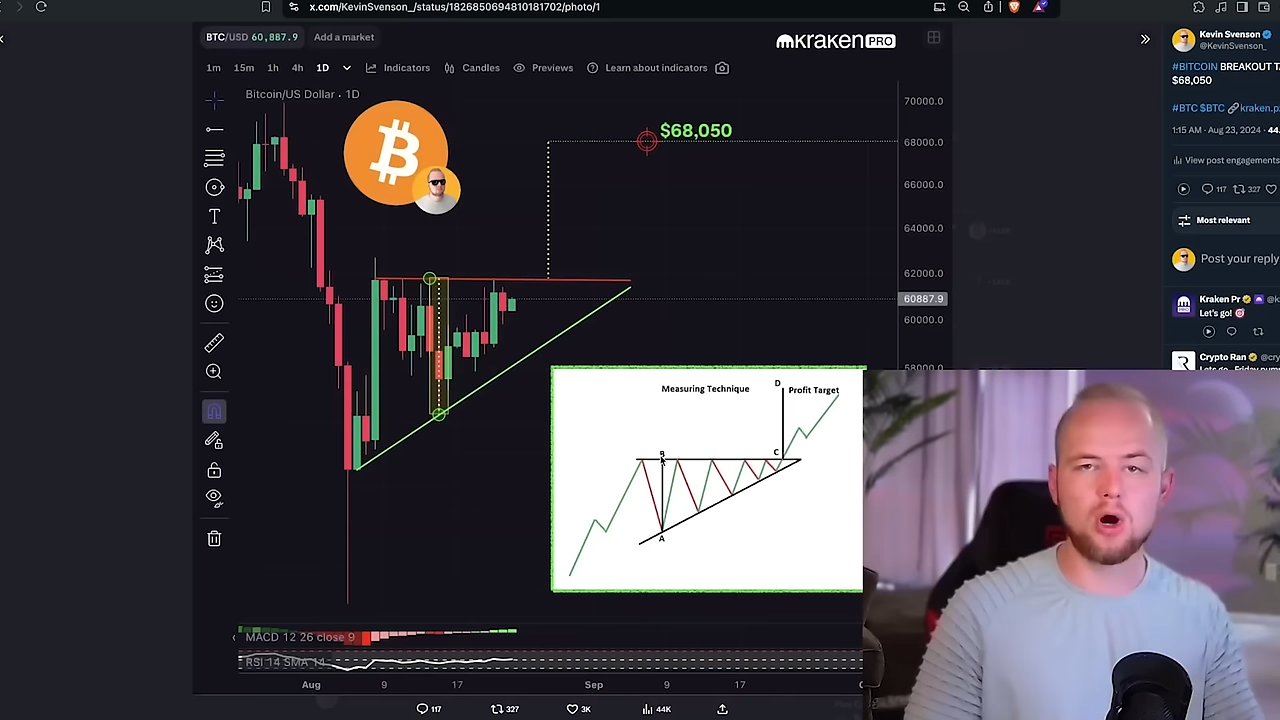 x.com/KevinSvenson_/status/1826850694810181702/photo/1
BTC/USD 60,887.9 Add a market
kraken PRO
1m 15m 1h 4h 1D Indicators Candles Previews Learn about indicators
Bitcoin/US Dollar · 1D
$68,050
70000.0
68000.0
66000.0
64000.0
62000.0
60887.9
60000.0
58000.0
Measuring Technique
D
Profit Target
B
C
A
MACD 12 26 close 9
RSI 14 SMA 14
Aug 9 17 Sep 9 17
117 327 3K 44K
Kevin Svenson
@KevinSvenson_
#BITCOIN BREAKOUT
$68,050
#BTC $BTC kraken.p
1:15 AM · Aug 23, 2024 ·
View post engagements
117 327
Most relevant
Post your reply
Kraken Pr
Let's go!
Crypto Ran @cry